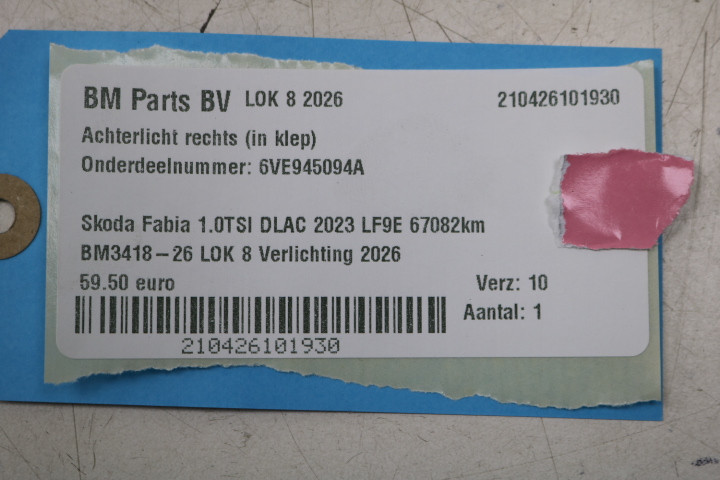 BM Parts BV LOK 8 2026 210426101930
Achterlicht rechts (in klep)
Onderdeelnummer: 6VE945094A
Skoda Fabia 1.0TSI DLAC 2023 LF9E 67082km
BM3418-26 LOK 8 Verlichting 2026
59.50 euro Verz: 10
Aantal: 1
210426101930